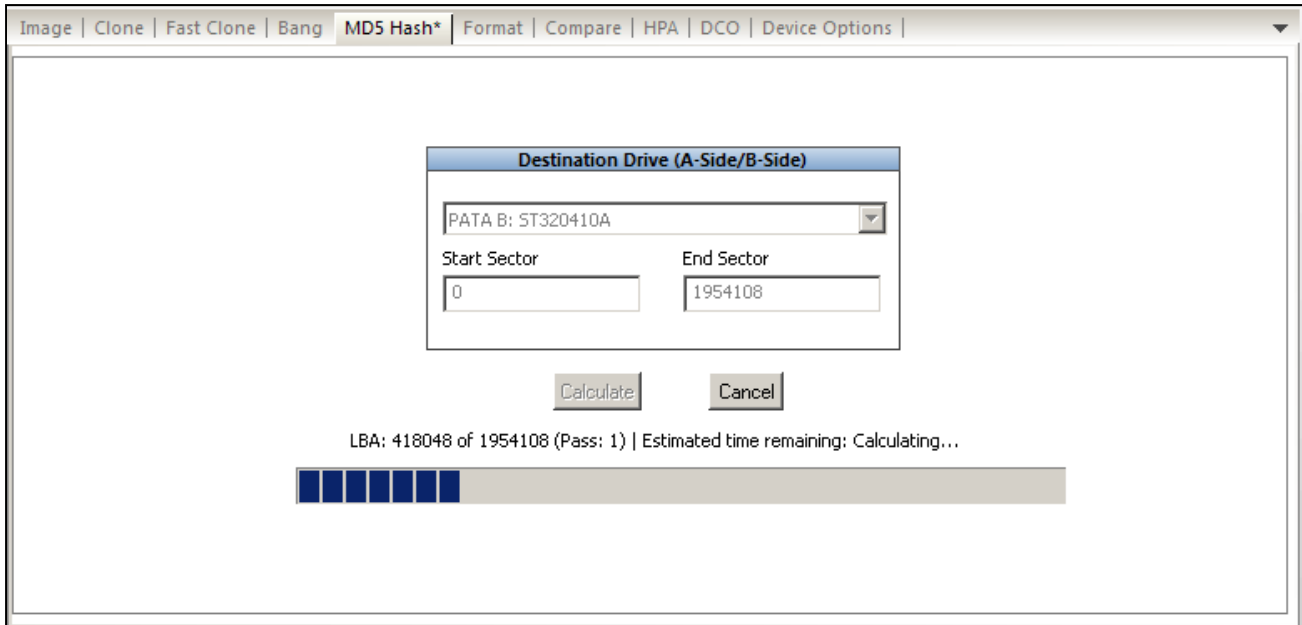 Image | Clone | Fast Clone | Bang MD5 Hash* Format | Compare | HPA | DCO | Device Options |
Destination Drive (A-Side/B-Side)
PATA B: ST320410A
Start Sector End Sector
0 1954108
Calculate Cancel
LBA: 418048 of 1954108 (Pass: 1) | Estimated time remaining: Calculating...